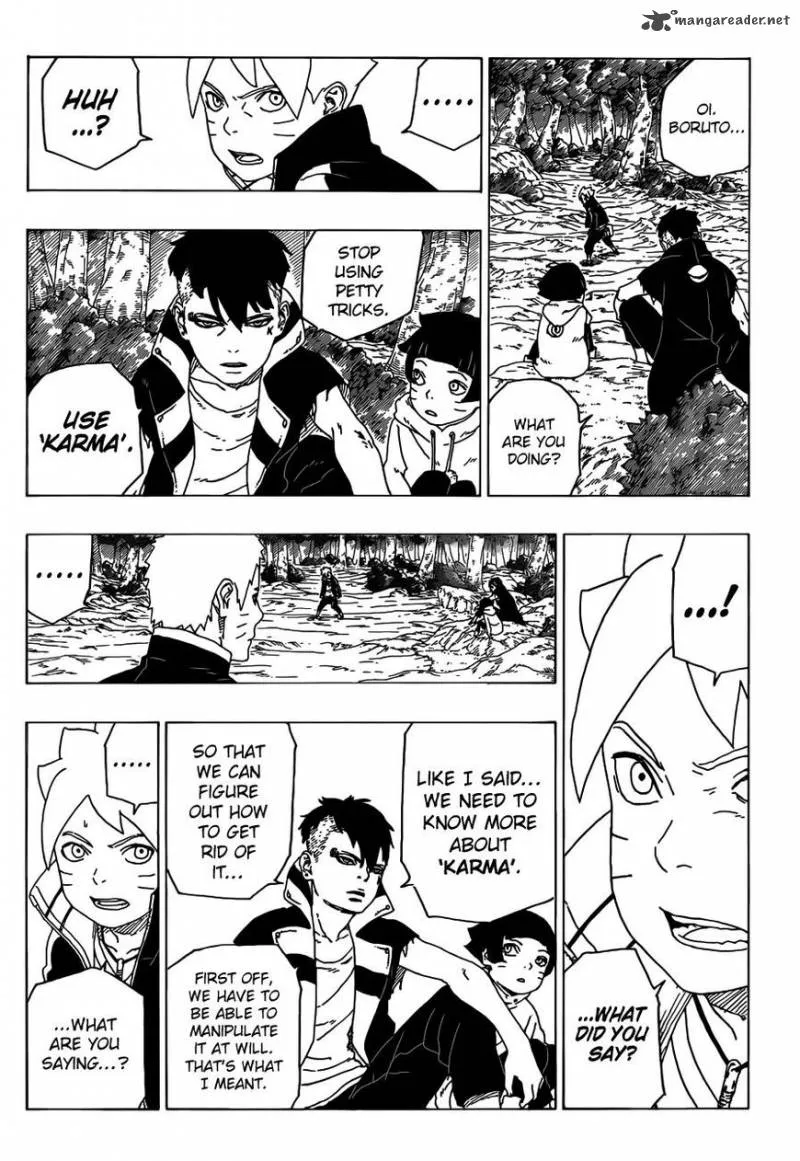 mangareader.net
OI.
BORUTO...
WHAT
ARE YOU
DOING?
.....
HUH
...?
STOP
USING
PETTY
TRICKS.
USE
'KARMA'.
....!
...WHAT
DID YOU
SAY?
.....
LIKE I SAID...
WE NEED TO
KNOW MORE
ABOUT
'KARMA'.
SO THAT
WE CAN
FIGURE
OUT HOW
TO GET
RID OF
IT...
FIRST OFF,
WE HAVE TO
BE ABLE TO
MANIPULATE
IT AT WILL.
THAT'S WHAT
I MEANT.
.....
...WHAT
ARE YOU
SAYING...?